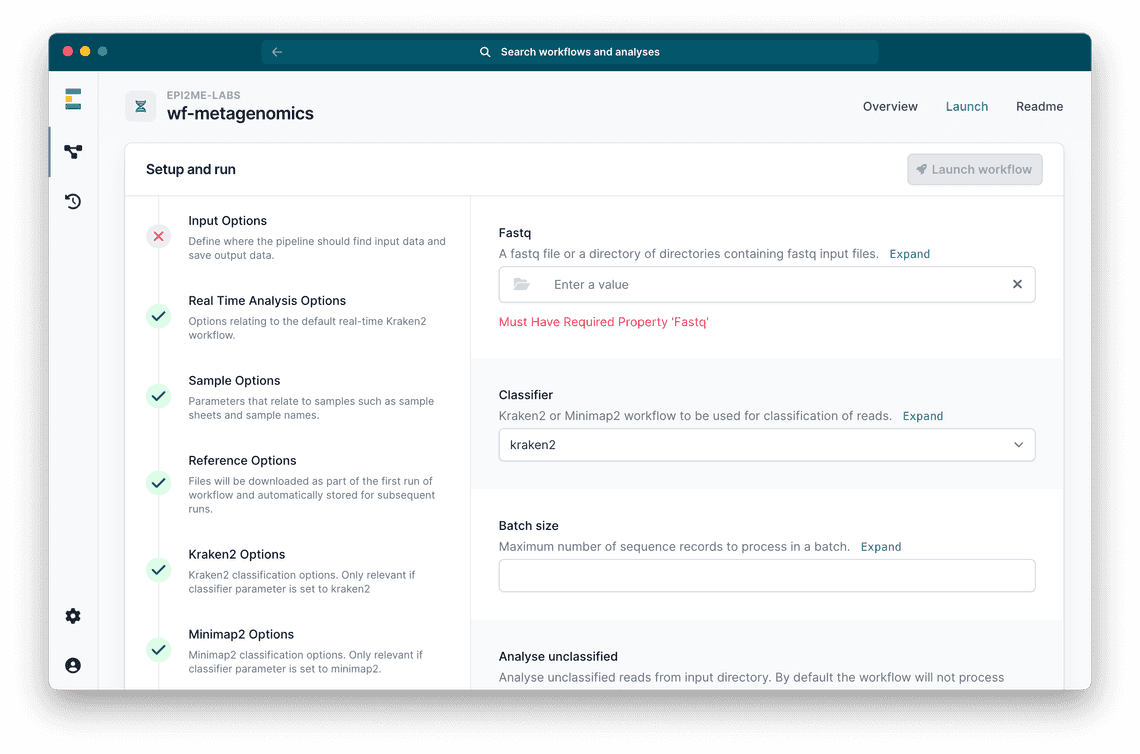 Search workflows and analyses
EPI2ME-LABS
wf-metagenomics
Overview
Launch
Readme
Setup and run
Launch workflow
Input Options
Define where the pipeline should find input data and
save output data.
Real Time Analysis Options
Options relating to the default real-time Kraken2
workflow.
Sample Options
Parameters that relate to samples such as sample
sheets and sample names.
Reference Options
Files will be downloaded as part of the first run of
workflow and automatically stored for subsequent
runs.
Kraken2 Options
Kraken2 classification options. Only relevant if
classifier parameter is set to kraken2
Minimap2 Options
Minimap2 classification options. Only relevant if
classifier parameter is set to minimap2.
Fastq
A fastq file or a directory of directories containing fastq input files. Expand
Enter a value
Must Have Required Property 'Fastq'
Classifier
Kraken2 or Minimap2 workflow to be used for classification of reads. Expand
kraken2
Batch size
Maximum number of sequence records to process in a batch. Expand
Analyse unclassified
Analyse unclassified reads from input directory. By default the workflow will not process